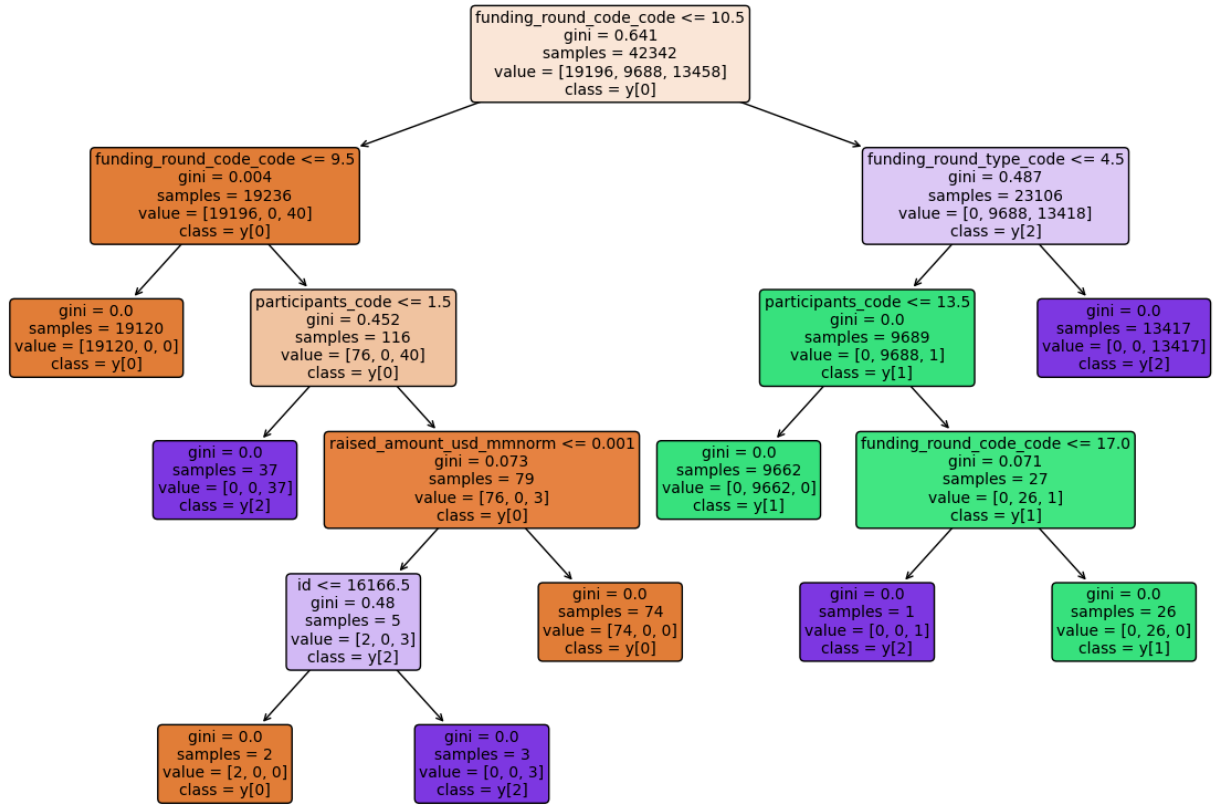 funding_round_code_code <= 10.5
gini = 0.641
samples = 42342
value = [19196, 9688, 13458]
class = y[0]
funding_round_code_code <= 9.5
gini = 0.004
samples = 19236
value = [19196, 0, 40]
class = y[0]
funding_round_type_code <= 4.5
gini = 0.487
samples = 23106
value = [0, 9688, 13418]
class = y[2]
gini = 0.0
samples = 19120
value = [19120, 0, 0]
class = y[0]
participants_code <= 1.5
gini = 0.452
samples = 116
value = [76, 0, 40]
class = y[0]
participants_code <= 13.5
gini = 0.0
samples = 9689
value = [0, 9688, 1]
class = y[1]
gini = 0.0
samples = 13417
value = [0, 0, 13417]
class = y[2]
gini = 0.0
samples = 37
value = [0, 0, 37]
class = y[2]
raised_amount_usd_mmnorm <= 0.001
gini = 0.073
samples = 79
value = [76, 0, 3]
class = y[0]
gini = 0.0
samples = 9662
value = [0, 9662, 0]
class = y[1]
funding_round_code_code <= 17.0
gini = 0.071
samples = 27
value = [0, 26, 1]
class = y[1]
id <= 16166.5
gini = 0.48
samples = 5
value = [2, 0, 3]
class = y[2]
gini = 0.0
samples = 74
value = [74, 0, 0]
class = y[0]
gini = 0.0
samples = 1
value = [0, 0, 1]
class = y[2]
gini = 0.0
samples = 26
value = [0, 26, 0]
class = y[1]
gini = 0.0
samples = 2
value = [2, 0, 0]
class = y[0]
gini = 0.0
samples = 3
value = [0, 0, 3]
class = y[2]